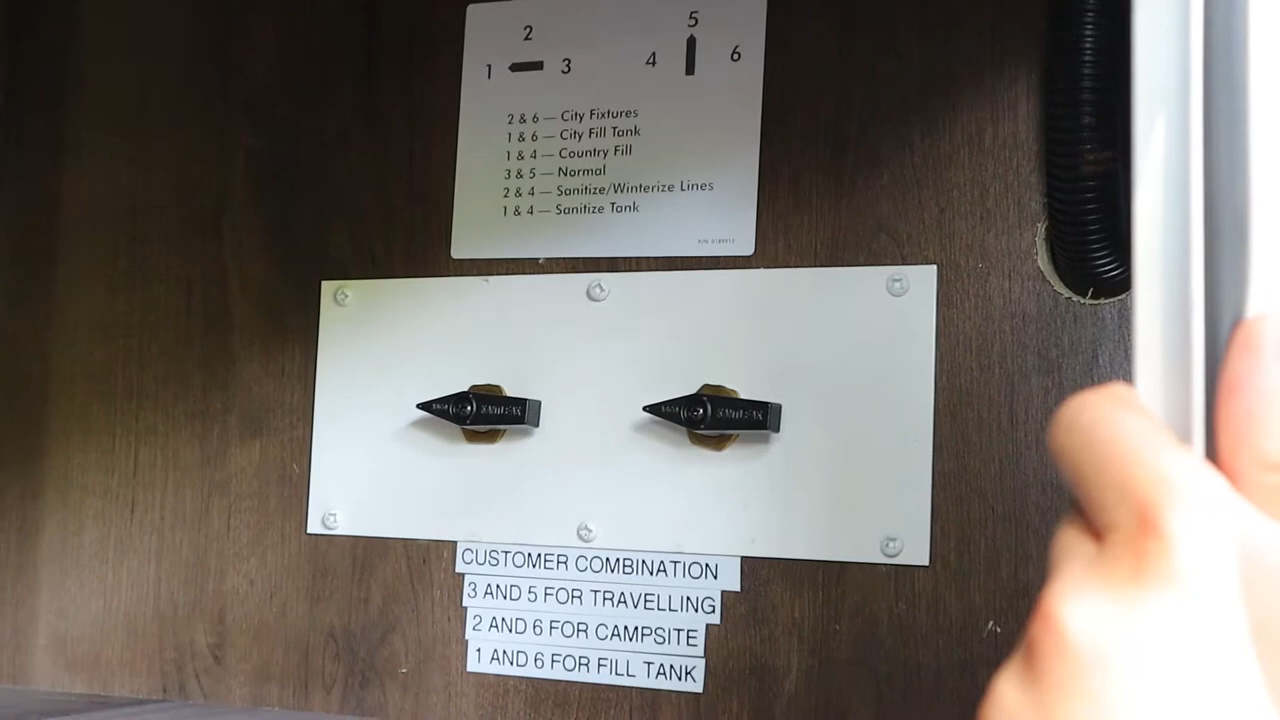 2
5
1
3
4
6
2 & 6 — City Fixtures
1 & 6 — City Fill Tank
1 & 4 — Country Fill
3 & 5 — Normal
2 & 4 — Sanitize/Winterize Lines
1 & 4 — Sanitize Tank
CUSTOMER COMBINATION
3 AND 5 FOR TRAVELLING
2 AND 6 FOR CAMPSITE
1 AND 6 FOR FILL TANK